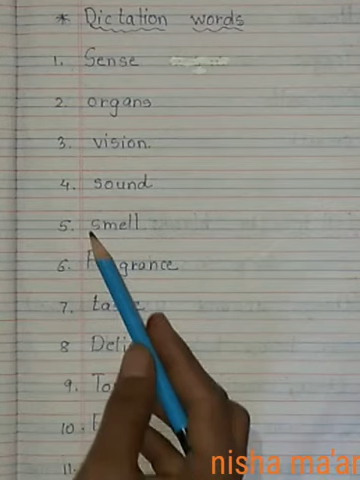 * Dictation words
1. Sense
2. organs
3. vision.
4. sound
5. smell
6. grance
7.
8
9.
10.
11.
nisha ma'am